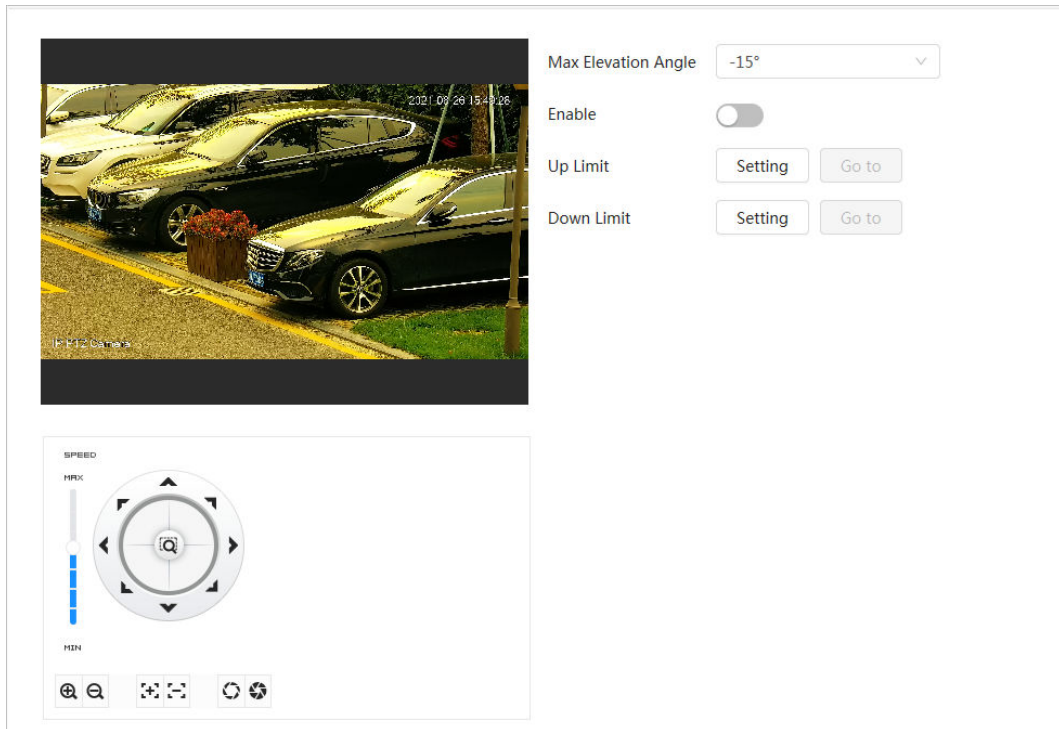 2021-08-26 15:49:26
IP PTZ Camera
Max Elevation Angle -15°
Enable
Up Limit Setting Go to
Down Limit Setting Go to
SPEED
MAX
MIN